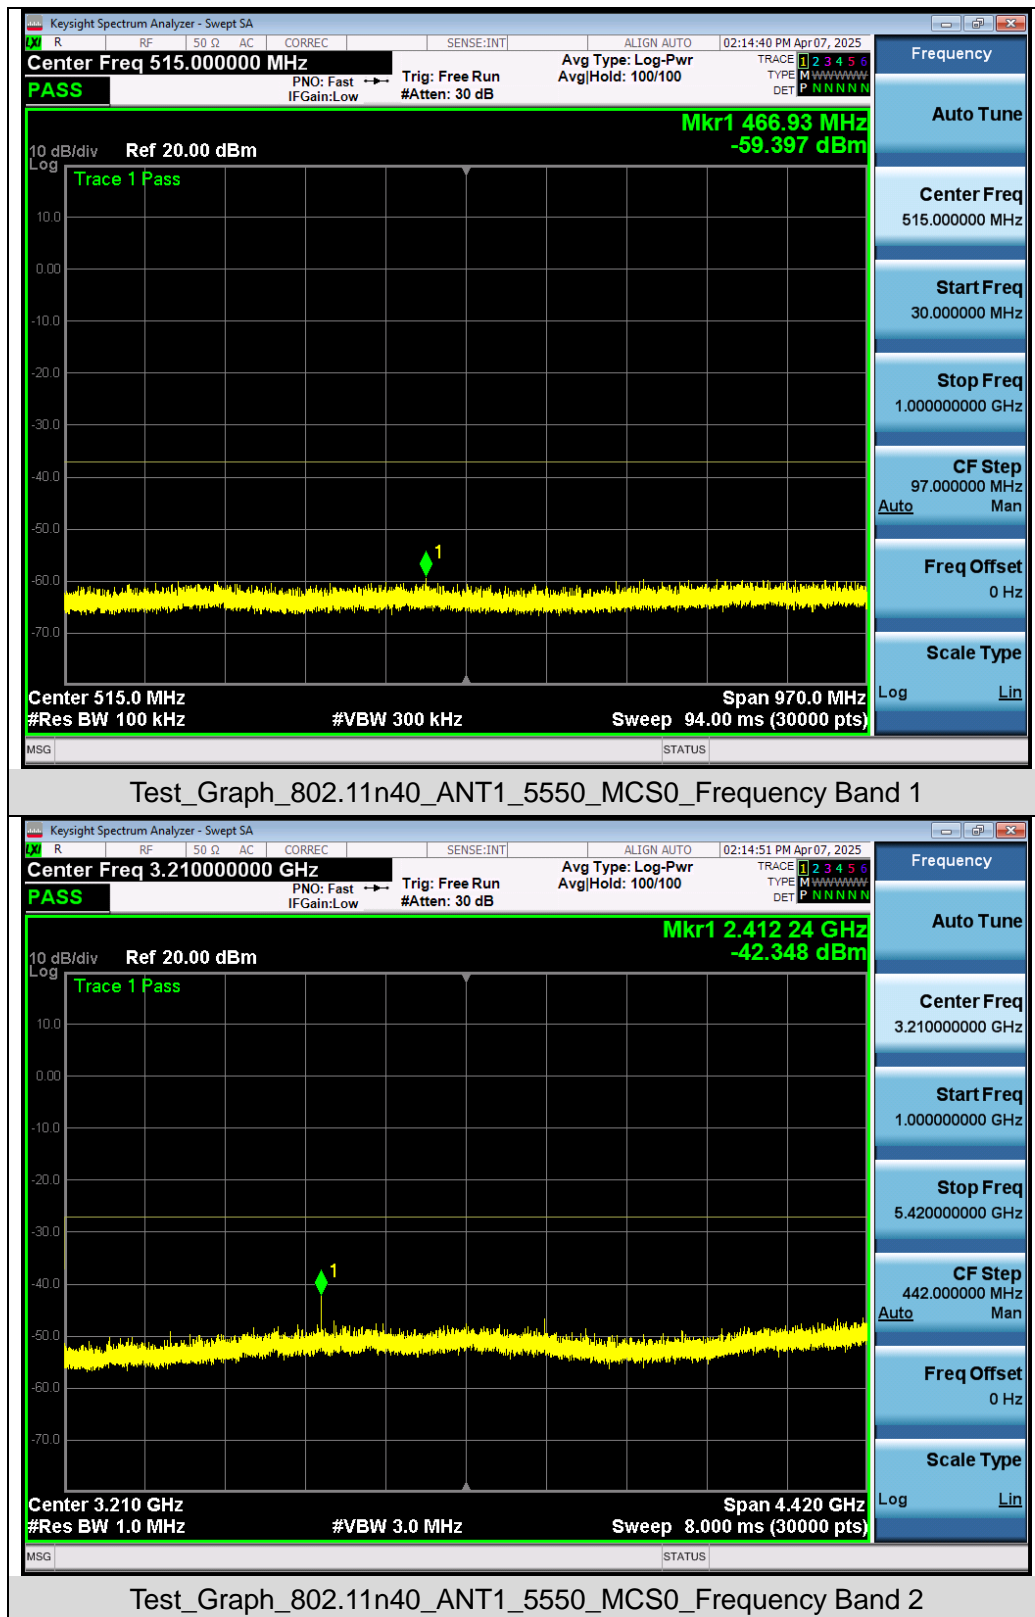 Keysight Spectrum Analyzer - Swept SA
LXI R RF 50 Ω AC CORREC SENSE:INT ALIGN AUTO 02:14:40 PM Apr 07, 2025
Center Freq 515.000000 MHz Avg Type: Log-Pwr TRACE 1 2 3 4 5 6
PNO: Fast Trig: Free Run Avg|Hold: 100/100 TYPE M WWWWW
PASS IFGain:Low #Atten: 30 dB DET P N N N N N
Mkr1 466.93 MHz
-59.397 dBm
10 dB/div Ref 20.00 dBm
Log
Trace 1 Pass
10.0
0.00
-10.0
-20.0
-30.0
-40.0
-50.0
1
-60.0
-70.0
Center 515.0 MHz Span 970.0 MHz
#Res BW 100 kHz #VBW 300 kHz Sweep 94.00 ms (30000 pts)
MSG STATUS
Frequency
Auto Tune
Center Freq
515.000000 MHz
Start Freq
30.000000 MHz
Stop Freq
1.000000000 GHz
CF Step
97.000000 MHz
Auto Man
Freq Offset
0 Hz
Scale Type
Log Lin
Test_Graph_802.11n40_ANT1_5550_MCS0_Frequency Band 1
Keysight Spectrum Analyzer - Swept SA
LXI R RF 50 Ω AC CORREC SENSE:INT ALIGN AUTO 02:14:51 PM Apr 07, 2025
Center Freq 3.210000000 GHz Avg Type: Log-Pwr TRACE 1 2 3 4 5 6
PNO: Fast Trig: Free Run Avg|Hold: 100/100 TYPE M WWWWW
PASS IFGain:Low #Atten: 30 dB DET P N N N N N
Mkr1 2.412 24 GHz
-42.348 dBm
10 dB/div Ref 20.00 dBm
Log
Trace 1 Pass
10.0
0.00
-10.0
-20.0
-30.0
1
-40.0
-50.0
-60.0
-70.0
Center 3.210 GHz Span 4.420 GHz
#Res BW 1.0 MHz #VBW 3.0 MHz Sweep 8.000 ms (30000 pts)
MSG STATUS
Frequency
Auto Tune
Center Freq
3.210000000 GHz
Start Freq
1.000000000 GHz
Stop Freq
5.420000000 GHz
CF Step
442.000000 MHz
Auto Man
Freq Offset
0 Hz
Scale Type
Log Lin
Test_Graph_802.11n40_ANT1_5550_MCS0_Frequency Band 2